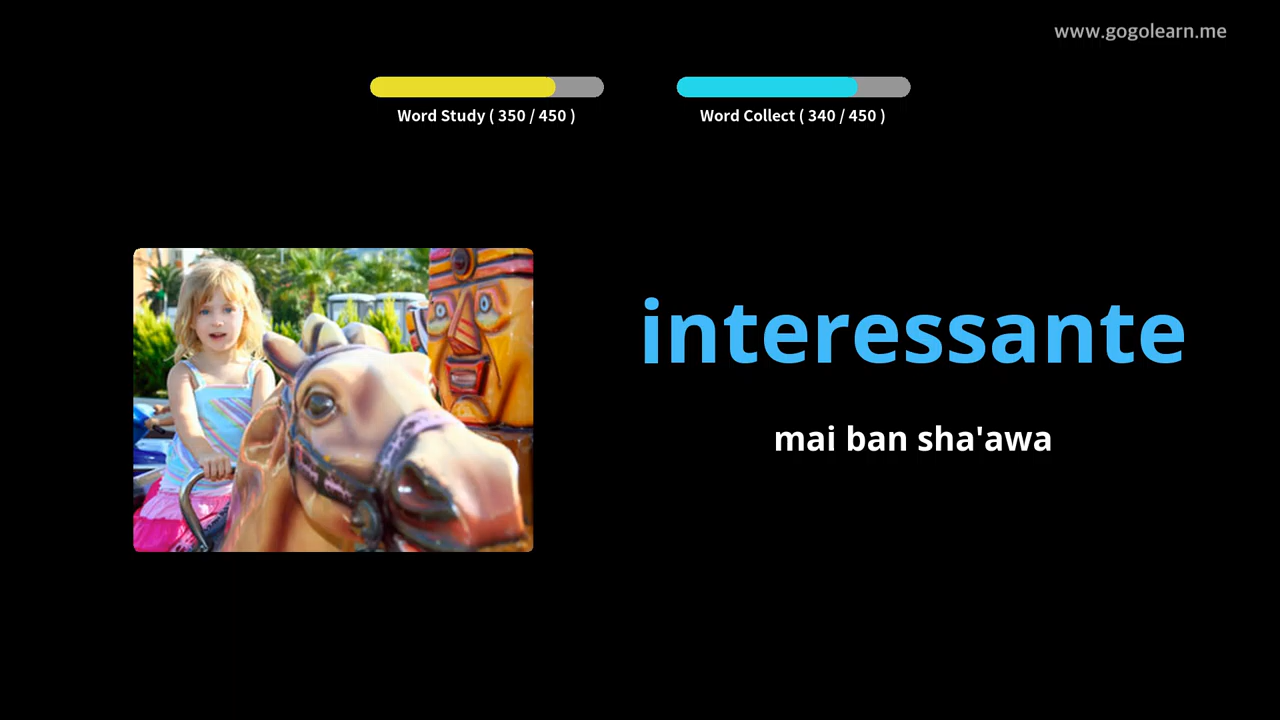 www.gogolearn.me
Word Study ( 350 / 450 )
Word Collect ( 340 / 450 )
interessante
mai ban sha'awa